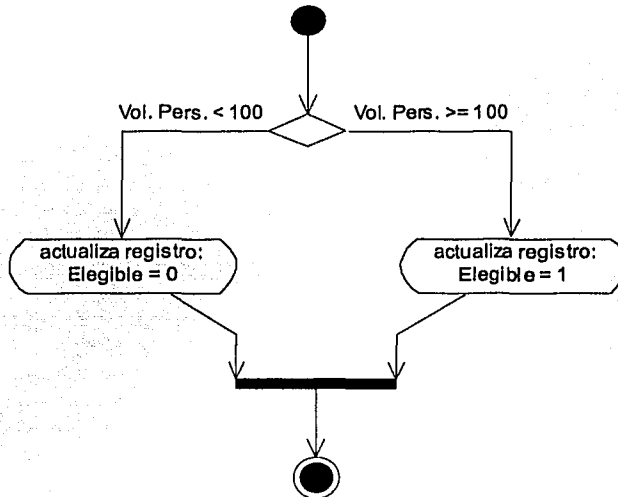 Vol. Pers. < 100
Vol. Pers. >= 100
actualiza registro:
Elegible = 0
actualiza registro:
Elegible = 1